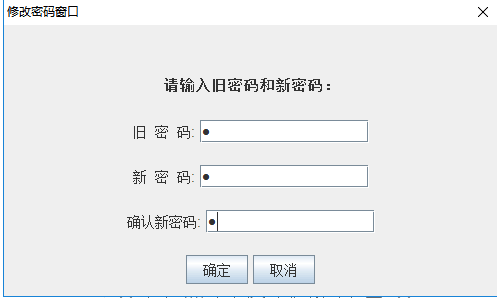 修改密码窗口
请输入旧密码和新密码：
旧 密 码:
新 密 码:
确认新密码:
确定 取消